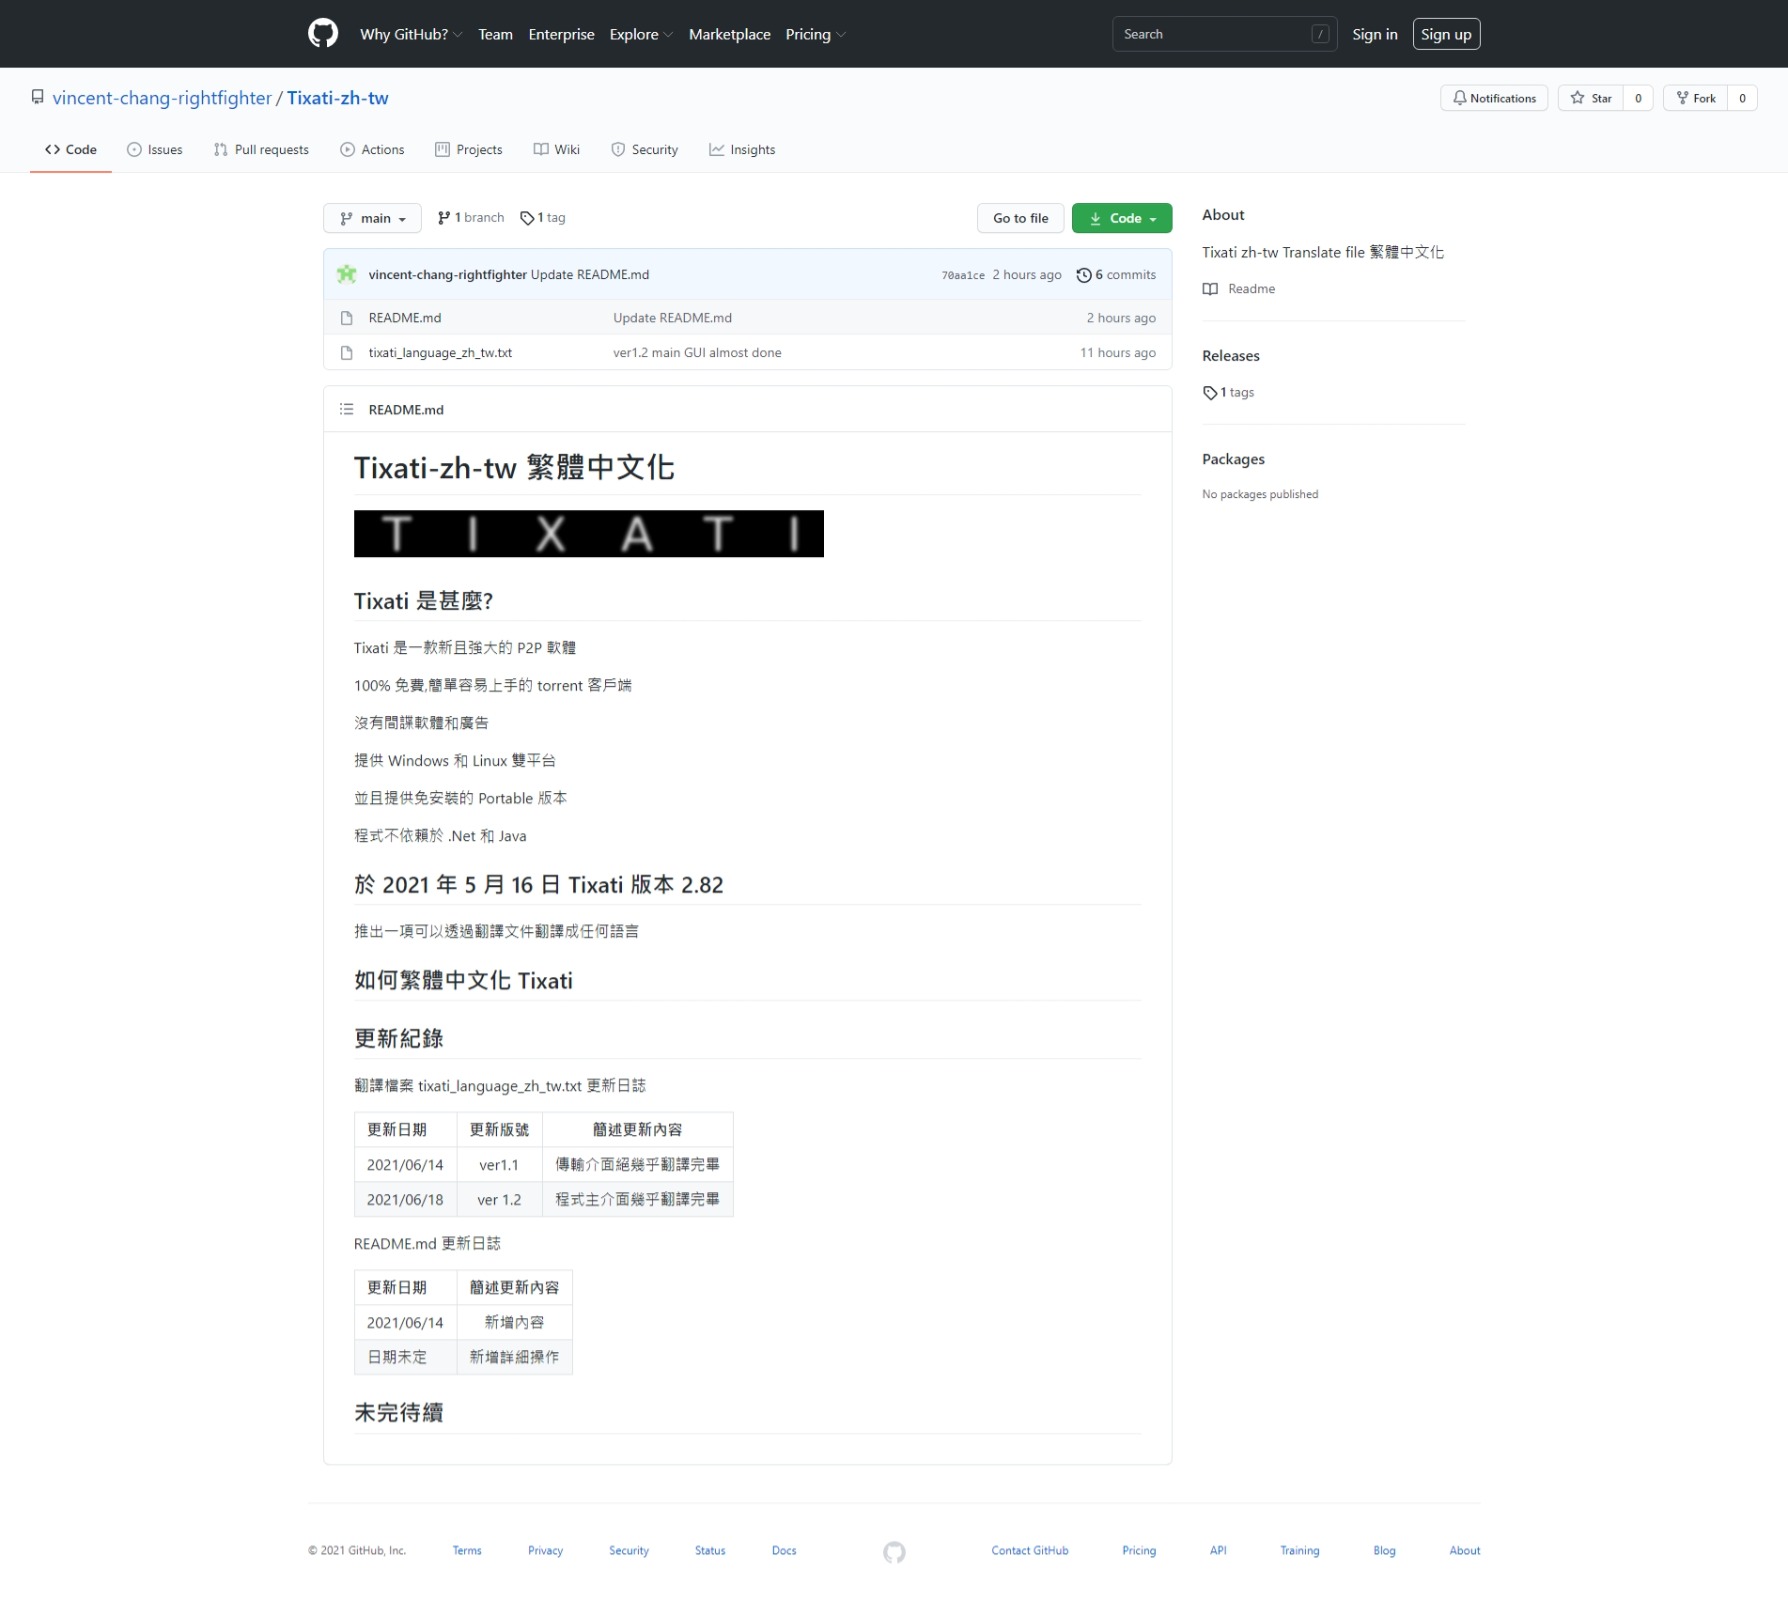 Why GitHub? Team Enterprise Explore Marketplace Pricing Search / Sign in Sign up
vincent-chang-rightfighter / Tixati-zh-tw Notifications Star 0 Fork 0
Code Issues Pull requests Actions Projects Wiki Security Insights
main 1 branch 1 tag Go to file Code
vincent-chang-rightfighter Update README.md 70aa1ce 2 hours ago 6 commits
README.md Update README.md 2 hours ago
tixati_language_zh_tw.txt ver1.2 main GUI almost done 11 hours ago
About
Tixati zh-tw Translate file 繁體中文化
Readme
Releases
1 tags
Packages
No packages published
README.md
Tixati-zh-tw 繁體中文化
T I X A T I
Tixati 是甚麼?
Tixati 是一款新且強大的 P2P 軟體
100% 免費,簡單容易上手的 torrent 客戶端
沒有間諜軟體和廣告
提供 Windows 和 Linux 雙平台
並且提供免安裝的 Portable 版本
程式不依賴於 .Net 和 Java
於 2021 年 5 月 16 日 Tixati 版本 2.82
推出一項可以透過翻譯文件翻譯成任何語言
如何繁體中文化 Tixati
更新紀錄
翻譯檔案 tixati_language_zh_tw.txt 更新日誌
更新日期 更新版號 簡述更新內容
2021/06/14 ver1.1 傳輸介面絕幾乎翻譯完畢
2021/06/18 ver 1.2 程式主介面幾乎翻譯完畢
README.md 更新日誌
更新日期 簡述更新內容
2021/06/14 新增內容
日期未定 新增詳細操作
未完待續
© 2021 GitHub, Inc. Terms Privacy Security Status Docs Contact GitHub Pricing API Training Blog About